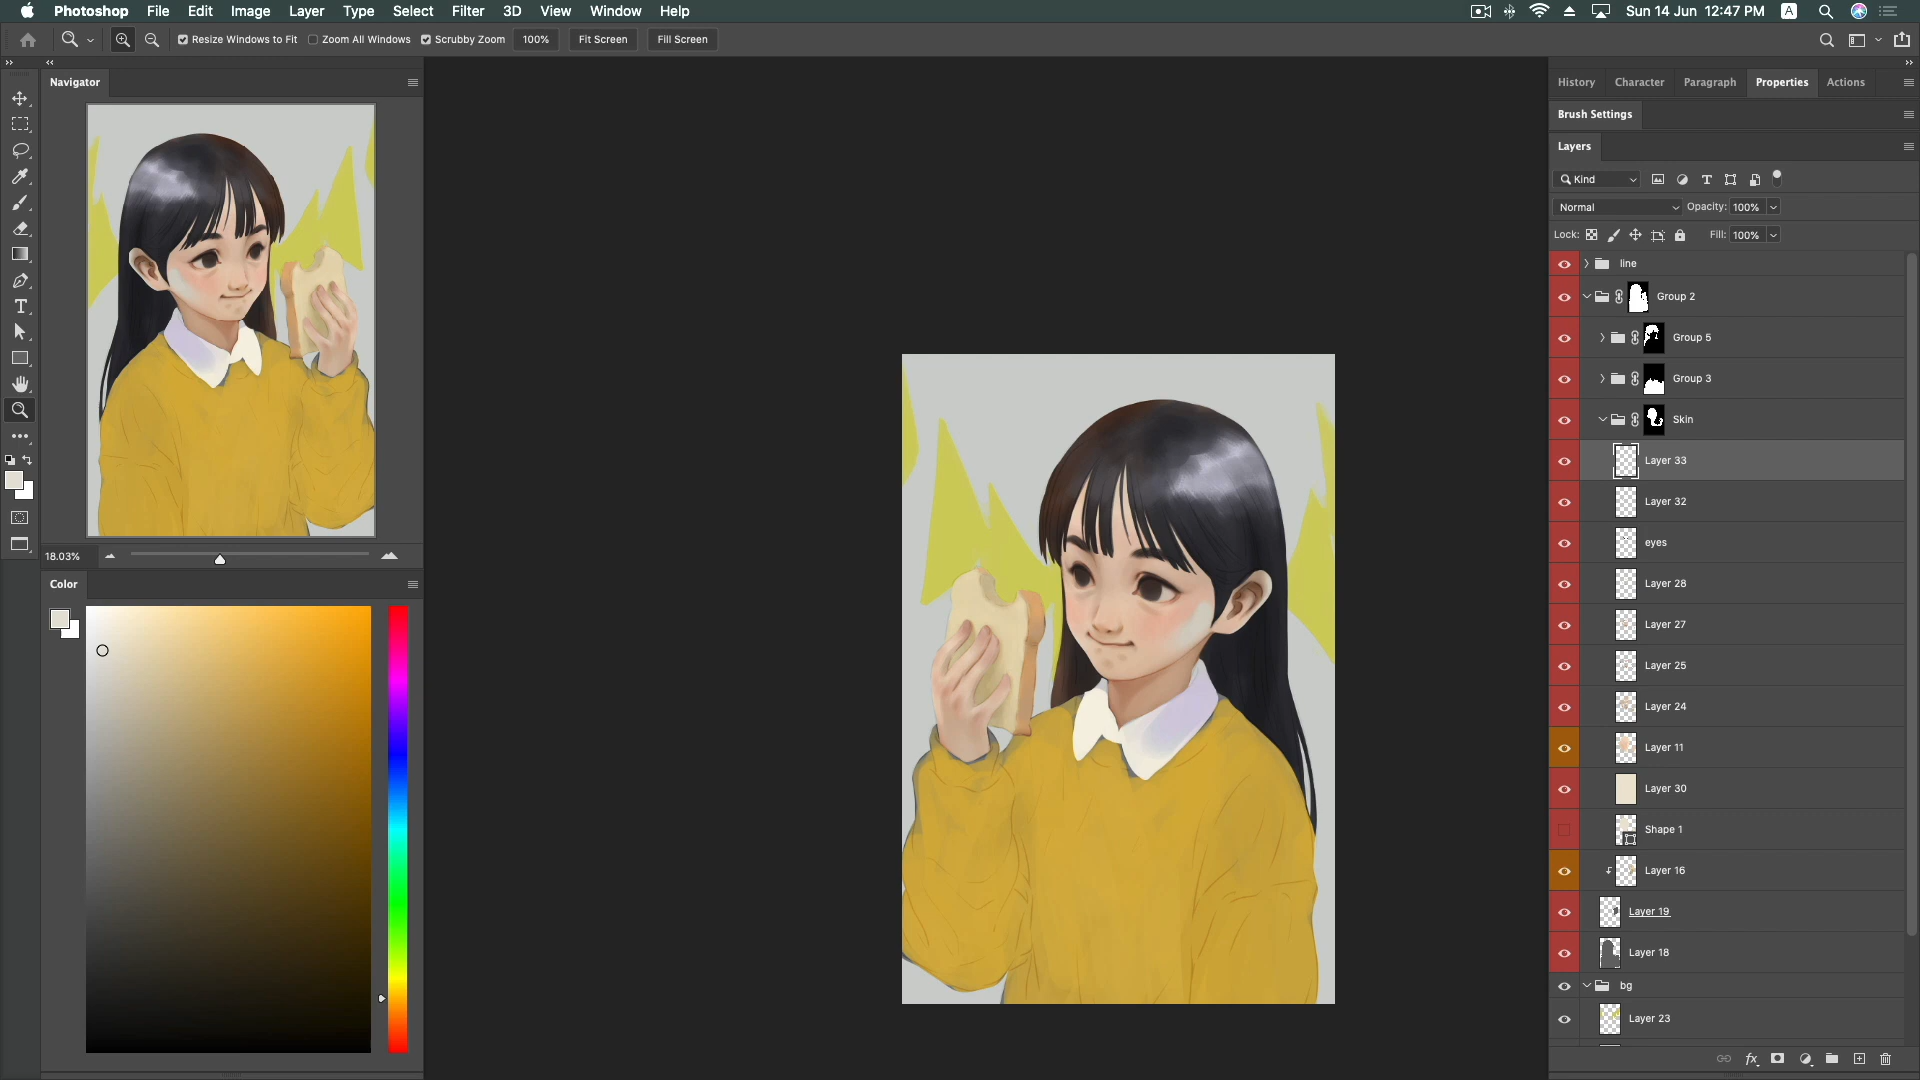 Photoshop File Edit Image Layer Type Select Filter 3D View Window Help Sun 14 Jun 12:47 PM A
Resize Windows to Fit Zoom All Windows Scrubby Zoom 100% Fit Screen Fill Screen
Navigator
18.03%
Color
History Character Paragraph Properties Actions
Brush Settings
Layers
Kind
Normal Opacity: 100%
Lock: Fill: 100%
line
Group 2
Group 5
Group 3
Skin
Layer 33
Layer 32
eyes
Layer 28
Layer 27
Layer 25
Layer 24
Layer 11
Layer 30
Shape 1
Layer 16
Layer 19
Layer 18
bg
Layer 23
fx